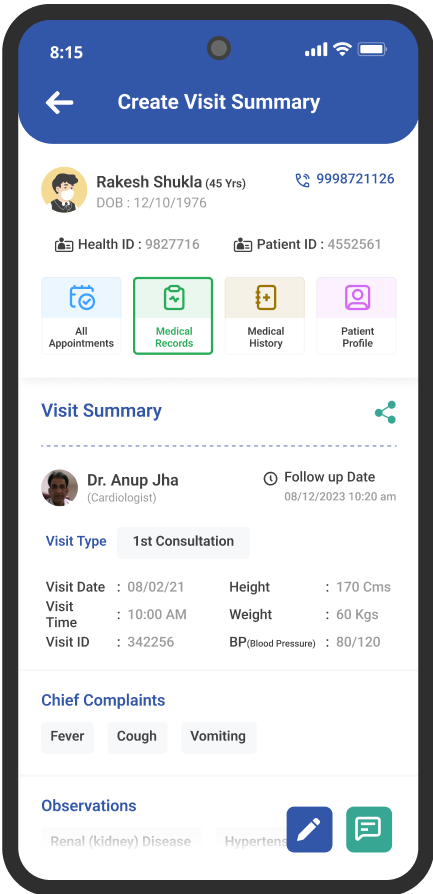 8:15
Create Visit Summary
Rakesh Shukla (45 Yrs)
9998721126
DOB : 12/10/1976
Health ID : 9827716
Patient ID : 4552561
All
Appointments
Medical
Records
Medical
History
Patient
Profile
Visit Summary
Dr. Anup Jha
(Cardiologist)
Follow up Date
08/12/2023 10:20 am
Visit Type
1st Consultation
Visit Date : 08/02/21
Height : 170 Cms
Visit
Time : 10:00 AM
Weight : 60 Kgs
Visit ID : 342256
BP(Blood Pressure) : 80/120
Chief Complaints
Fever
Cough
Vomiting
Observations
Renal (kidney) Disease
Hypertens